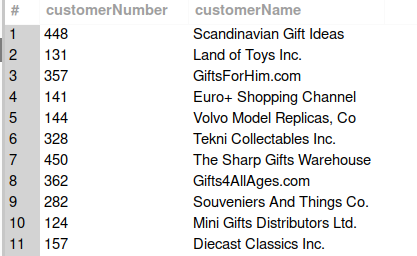 # customerNumber customerName
1 448 Scandinavian Gift Ideas
2 131 Land of Toys Inc.
3 357 GiftsForHim.com
4 141 Euro+ Shopping Channel
5 144 Volvo Model Replicas, Co
6 328 Tekni Collectables Inc.
7 450 The Sharp Gifts Warehouse
8 362 Gifts4AllAges.com
9 282 Souveniers And Things Co.
10 124 Mini Gifts Distributors Ltd.
11 157 Diecast Classics Inc.